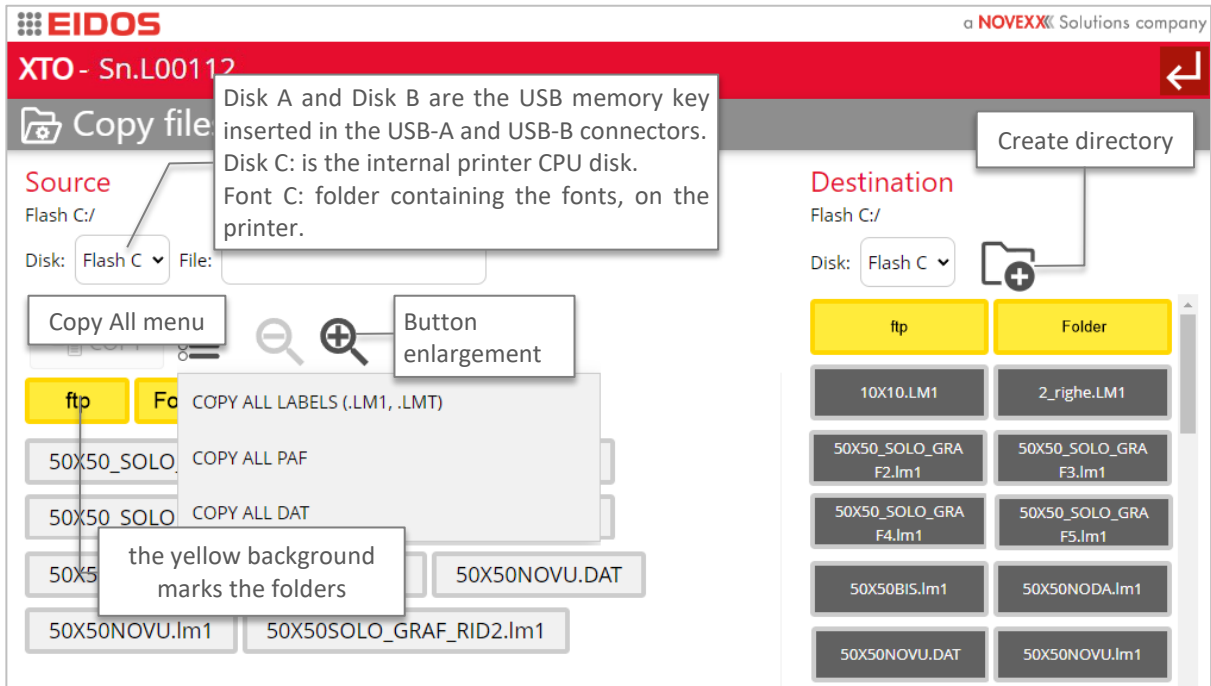 EIDOS
a NOVEXX Solutions company
XTO - Sn.L00112
Disk A and Disk B are the USB memory key
inserted in the USB-A and USB-B connectors.
Disk C: is the internal printer CPU disk.
Font C: folder containing the fonts, on the
printer.
Copy file
Create directory
Source
Flash C:/
Disk: Flash C File:
Destination
Flash C:/
Disk: Flash C
Copy All menu
Button
enlargement
ftp
Fo
COPY ALL LABELS (.LM1, .LMT)
COPY ALL PAF
COPY ALL DAT
50X50_SOLO_
50X50_SOLO
the yellow background
marks the folders
50X5
50X50NOVU.DAT
50X50NOVU.lm1
50X50SOLO_GRAF_RID2.lm1
ftp
Folder
10X10.LM1
2_righe.LM1
50X50_SOLO_GRA
F2.lm1
50X50_SOLO_GRA
F3.lm1
50X50_SOLO_GRA
F4.lm1
50X50_SOLO_GRA
F5.lm1
50X50BIS.lm1
50X50NODA.lm1
50X50NOVU.DAT
50X50NOVU.lm1